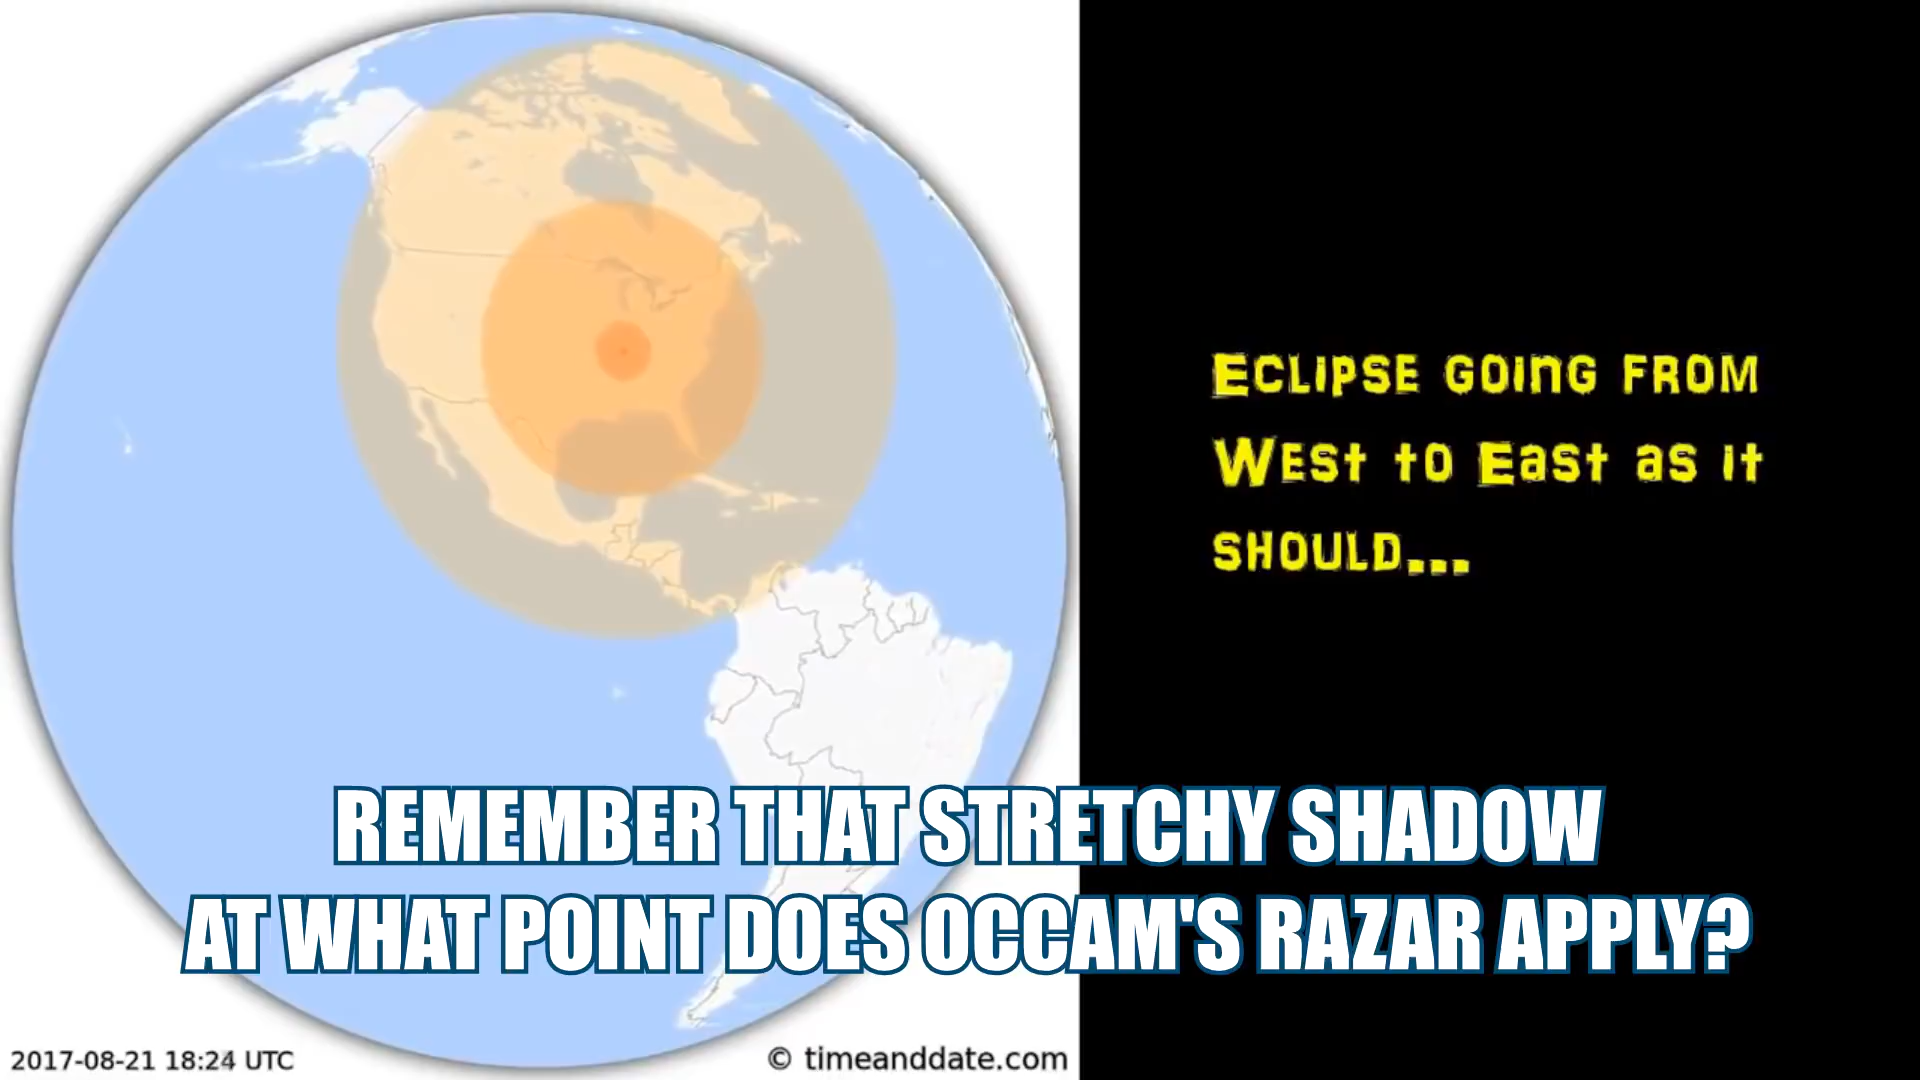 Eclipse going from
West to East as it
should...
REMEMBER THAT STRETCHY SHADOW
AT WHAT POINT DOES OCCAM'S RAZAR APPLY?
2017-08-21 18:24 UTC
© timeanddate.com